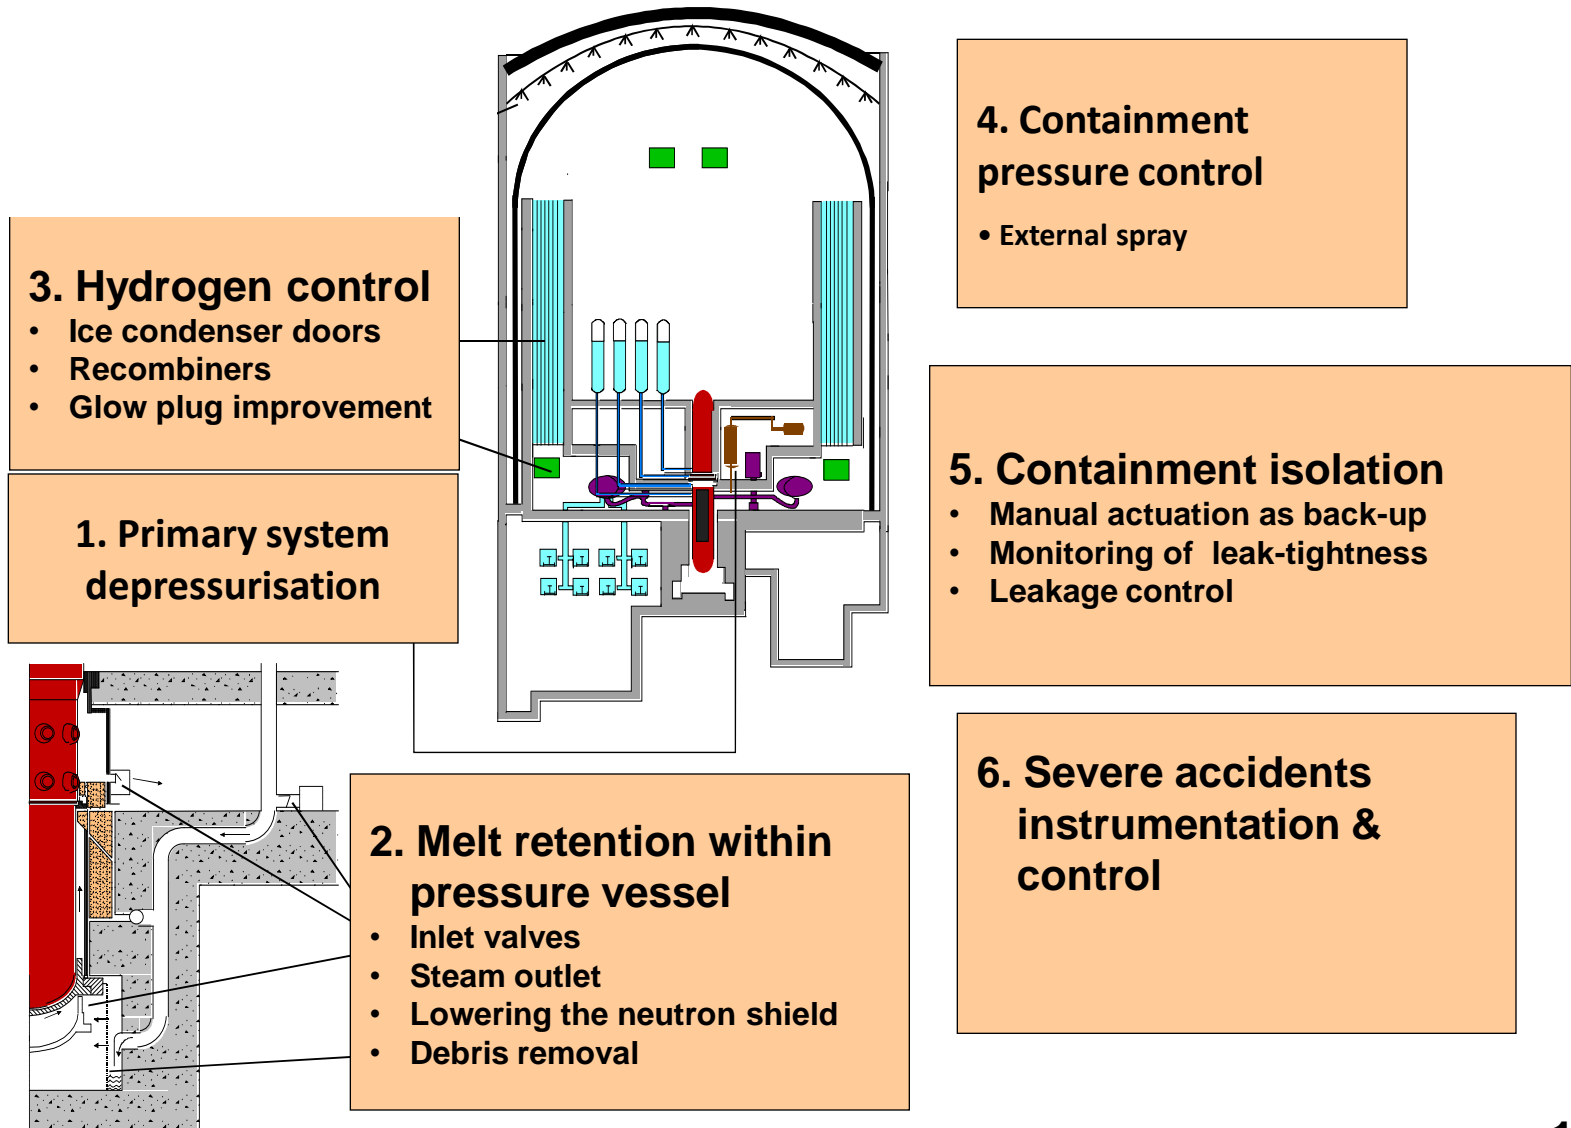 4. Containment
pressure control
• External spray
3. Hydrogen control
• Ice condenser doors
• Recombiners
• Glow plug improvement
5. Containment isolation
• Manual actuation as back-up
• Monitoring of leak-tightness
• Leakage control
1. Primary system
depressurisation
6. Severe accidents
instrumentation &
control
2. Melt retention within
pressure vessel
• Inlet valves
• Steam outlet
• Lowering the neutron shield
• Debris removal